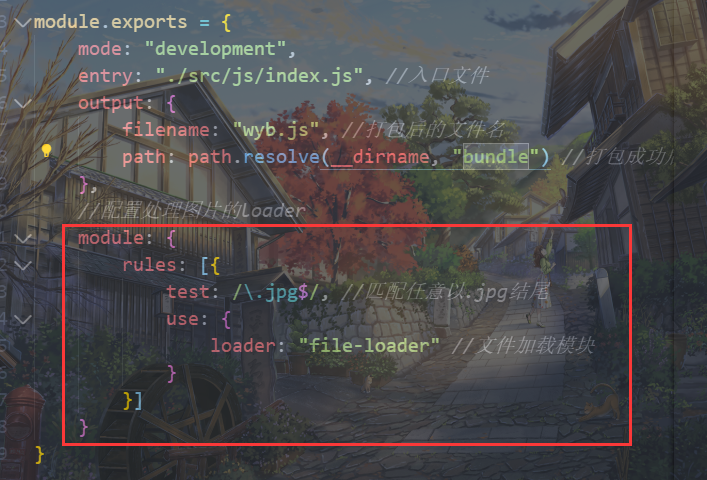 module.exports = {
mode: "development",
entry: "./src/js/index.js", //入口文件
output: {
filename: "wyb.js", //打包后的文件名
path: path.resolve(__dirname, "bundle") //打包成功
},
//配置处理图片的loader
module: {
rules: [{
test: /\.jpg$/, //匹配任意以.jpg结尾
use: {
loader: "file-loader" //文件加载模块
}
}]
}
}